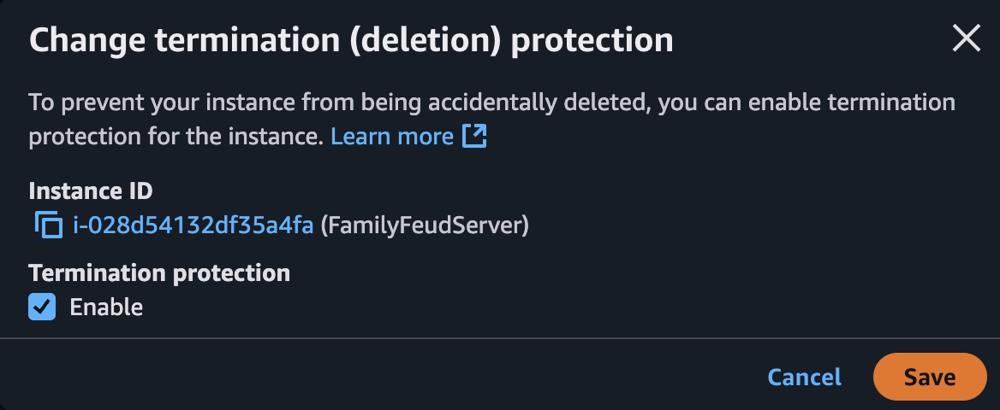 Change termination (deletion) protection
To prevent your instance from being accidentally deleted, you can enable termination
protection for the instance. Learn more
Instance ID
i-028d54132df35a4fa (FamilyFeudServer)
Termination protection
Enable
Cancel
Save